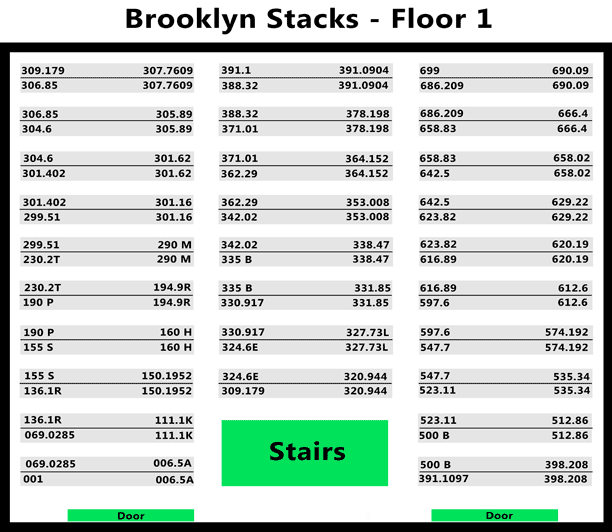 Brooklyn Stacks - Floor 1
309.179 307.7609
306.85 307.7609
306.85 305.89
304.6 305.89
304.6 301.62
301.402 301.62
301.402 301.16
299.51 301.16
299.51 290 M
230.2T 290 M
230.2T 194.9R
190 P 194.9R
190 P 160 H
155 S 160 H
155 S 150.1952
136.1R 150.1952
136.1R 111.1K
069.0285 111.1K
069.0285 006.5A
001 006.5A
Door
391.1 391.0904
388.32 391.0904
388.32 378.198
371.01 378.198
371.01 364.152
362.29 364.152
362.29 353.008
342.02 353.008
342.02 338.47
335 B 338.47
335 B 331.85
330.917 331.85
330.917 327.73L
324.6E 327.73L
324.6E 320.944
309.179 320.944
Stairs
699 690.09
686.209 690.09
686.209 666.4
658.83 666.4
658.83 658.02
642.5 658.02
642.5 629.22
623.82 629.22
623.82 620.19
616.89 620.19
616.89 612.6
597.6 612.6
597.6 574.192
547.7 574.192
547.7 535.34
523.11 535.34
523.11 512.86
500 B 512.86
500 B 398.208
391.1097 398.208
Door